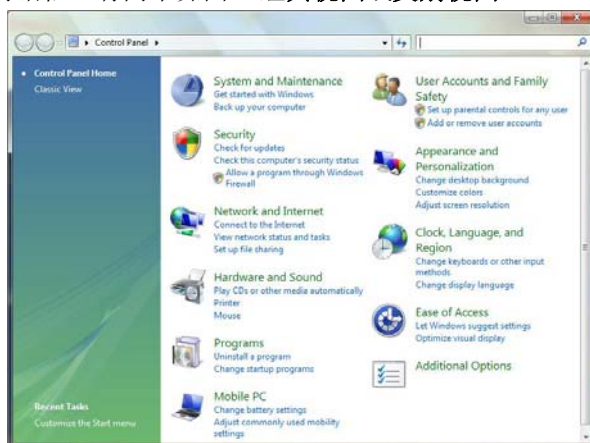 Control Panel
Control Panel Home
Classic View
Recent Tasks
Customize the Start menu
System and Maintenance
Get started with Windows
Back up your computer
Security
Check for updates
Check this computer's security status
Allow a program through Windows
Firewall
Network and Internet
Connect to the Internet
View network status and tasks
Set up file sharing
Hardware and Sound
Play CDs or other media automatically
Printer
Mouse
Programs
Uninstall a program
Change startup programs
Mobile PC
Change battery settings
Adjust commonly used mobility
settings
User Accounts and Family
Safety
Set up parental controls for any user
Add or remove user accounts
Appearance and
Personalization
Change desktop background
Customize colors
Adjust screen resolution
Clock, Language, and
Region
Change keyboards or other input
methods
Change display language
Ease of Access
Let Windows suggest settings
Optimize visual display
Additional Options